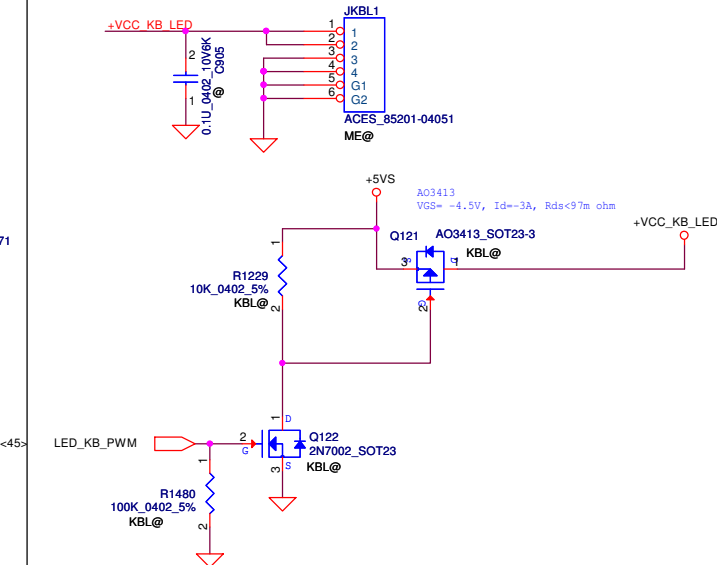 JKBL1
+VCC_KB_LED
1
1
2
2
3
3
4
4
5
G1
6
G2
2
1
0.1U_0402_10V6K
C905
@
ACES_85201-04051
ME@
+5VS
AO3413
VGS= -4.5V, Id=-3A, Rds<97m ohm
+VCC_KB_LED
Q121
AO3413_SOT23-3
KBL@
3
S
D
1
G
2
71
1
R1229
10K_0402_5%
KBL@
2
1
D
<45>
LED_KB_PWM
2
G
Q122
2N7002_SOT23
KBL@
3
S
1
R1480
100K_0402_5%
KBL@
2